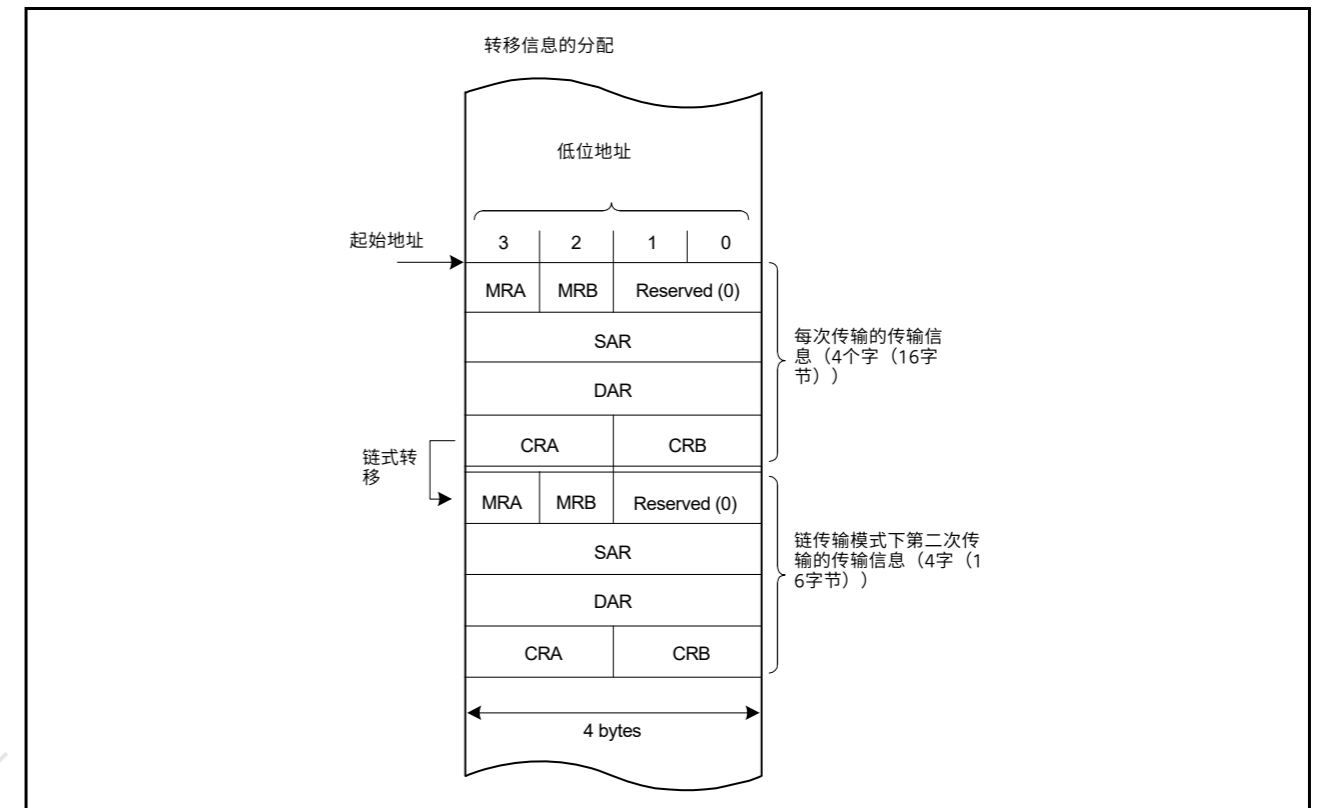 转移信息的分配
低位地址
起始地址
3 2 1 0
MRA MRB Reserved (0)
SAR
DAR
CRA CRB
每次传输的传输信
息（4个字（16字
节））
链式转
移
MRA MRB Reserved (0)
SAR
DAR
CRA CRB
链传输模式下第二次传
输的传输信息（4字（1
6字节））
4 bytes